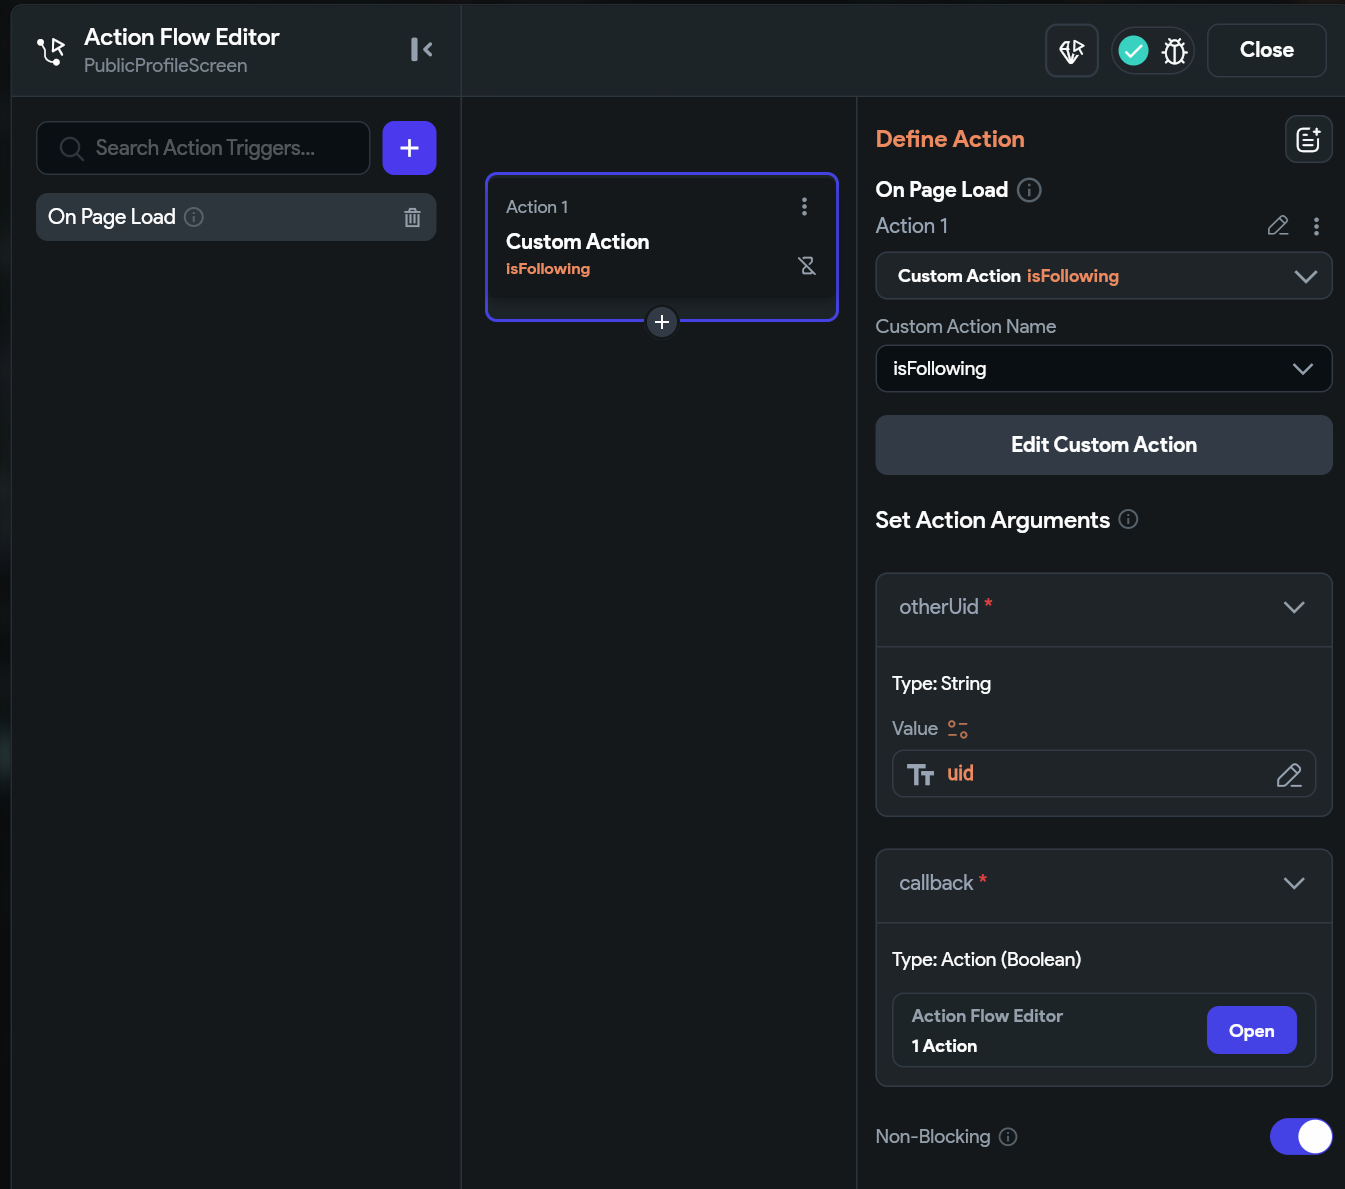 Action Flow Editor
PublicProfileScreen
Close
Search Action Triggers...
On Page Load
Action 1
Custom Action
isFollowing
Define Action
On Page Load
Action 1
Custom Action isFollowing
Custom Action Name
isFollowing
Edit Custom Action
Set Action Arguments
otherUid *
Type: String
Value
uid
callback *
Type: Action (Boolean)
Action Flow Editor
1 Action
Open
Non-Blocking